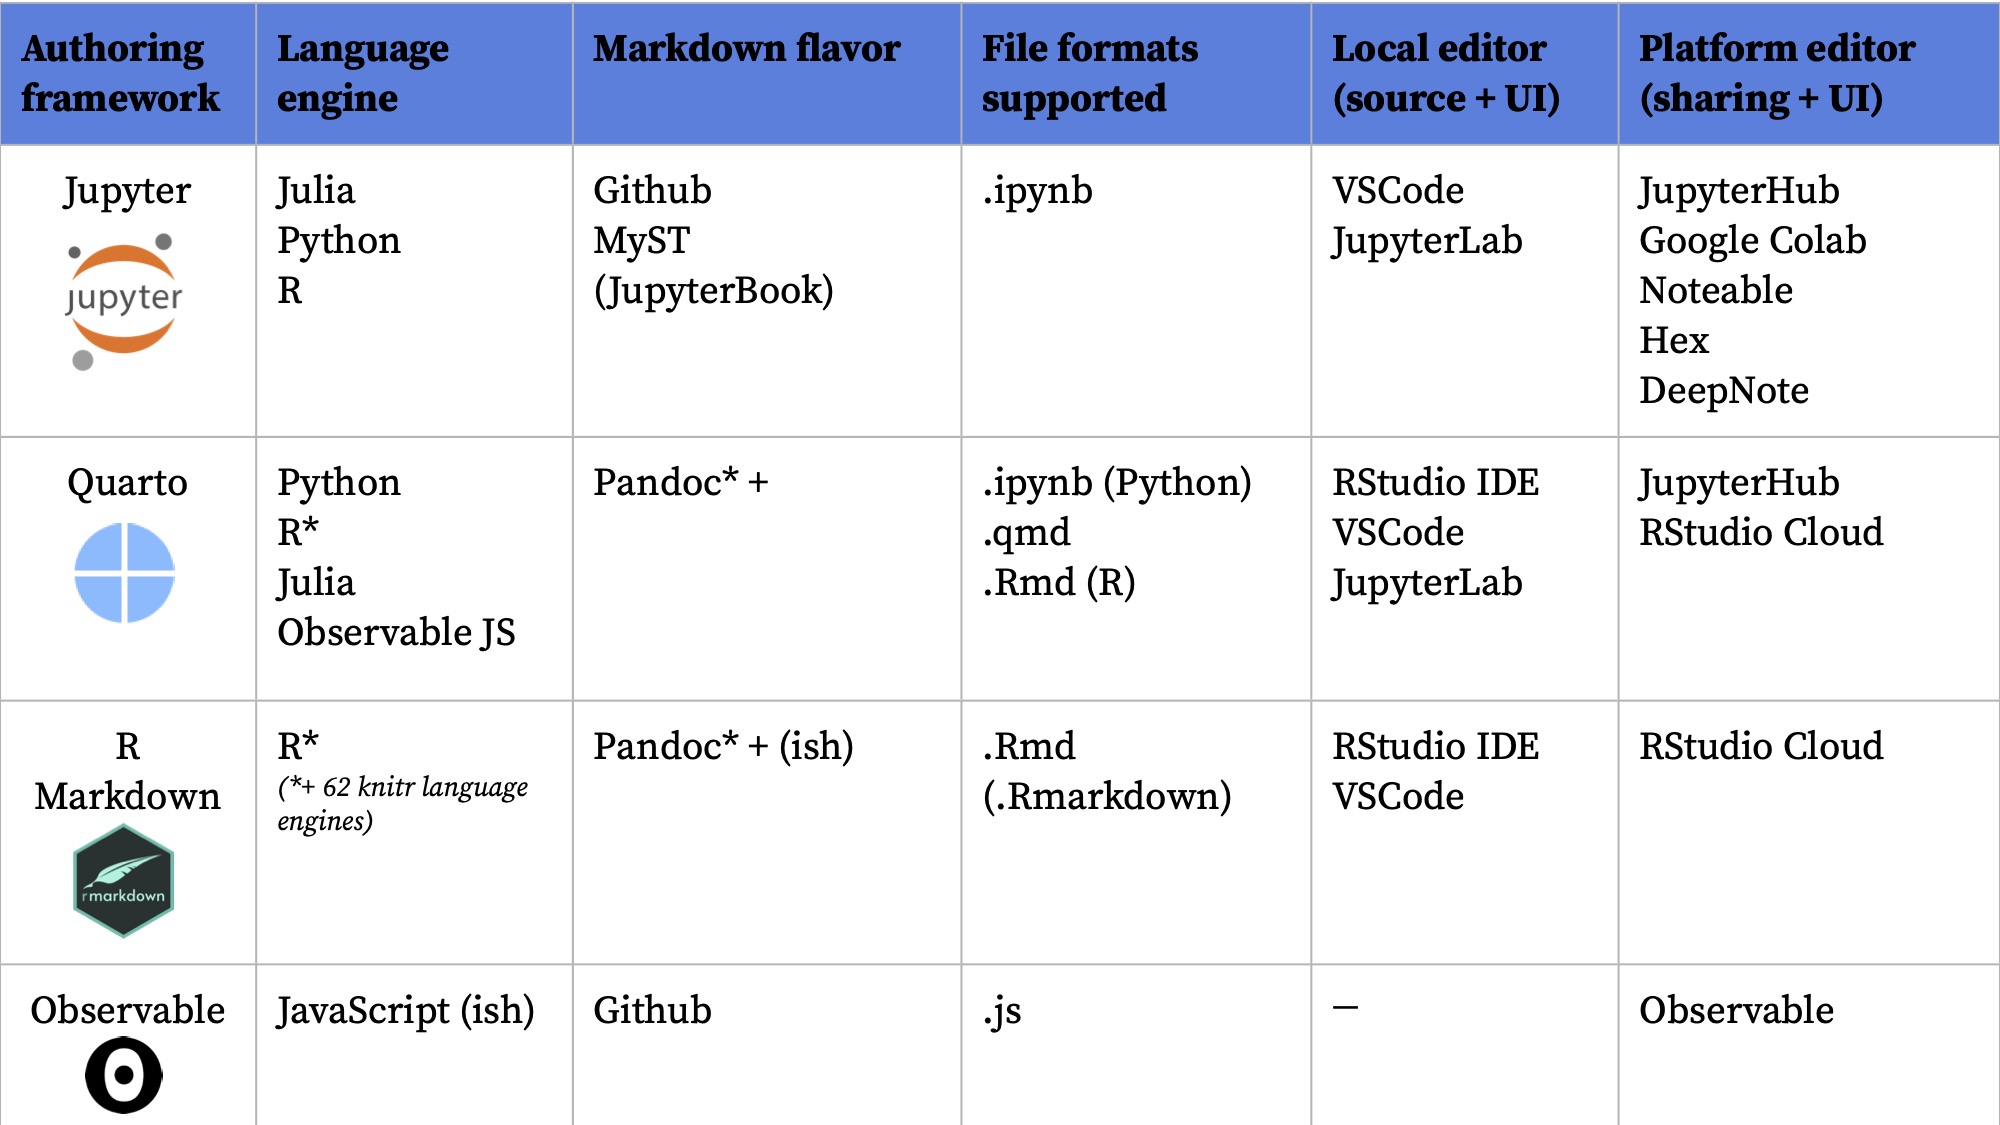 Authoring framework
Language engine
Markdown flavor
File formats supported
Local editor (source + UI)
Platform editor (sharing + UI)
Jupyter
jupyter
Julia
Python
R
Github
MyST
(JupyterBook)
.ipynb
VSCode
JupyterLab
JupyterHub
Google Colab
Noteable
Hex
DeepNote
Quarto
Python
R*
Julia
Observable JS
Pandoc* +
.ipynb (Python)
.qmd
.Rmd (R)
RStudio IDE
VSCode
JupyterLab
JupyterHub
RStudio Cloud
R
Markdown
rmarkdown
R*
(*+ 62 knitr language
engines)
Pandoc* + (ish)
.Rmd
(.Rmarkdown)
RStudio IDE
VSCode
RStudio Cloud
Observable
JavaScript (ish)
Github
.js
—
Observable